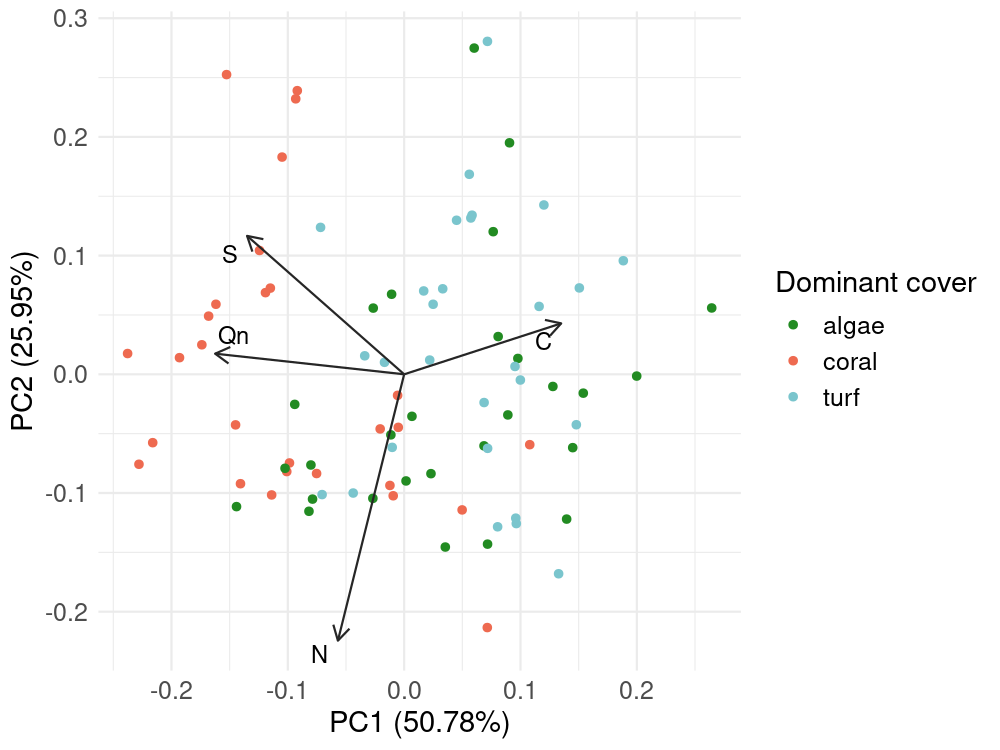 0.3
0.2
0.1
0.0
-0.1
-0.2
PC2 (25.95%)
S
Qn
C
N
-0.2
-0.1
0.0
0.1
0.2
PC1 (50.78%)
Dominant cover
algae
coral
turf